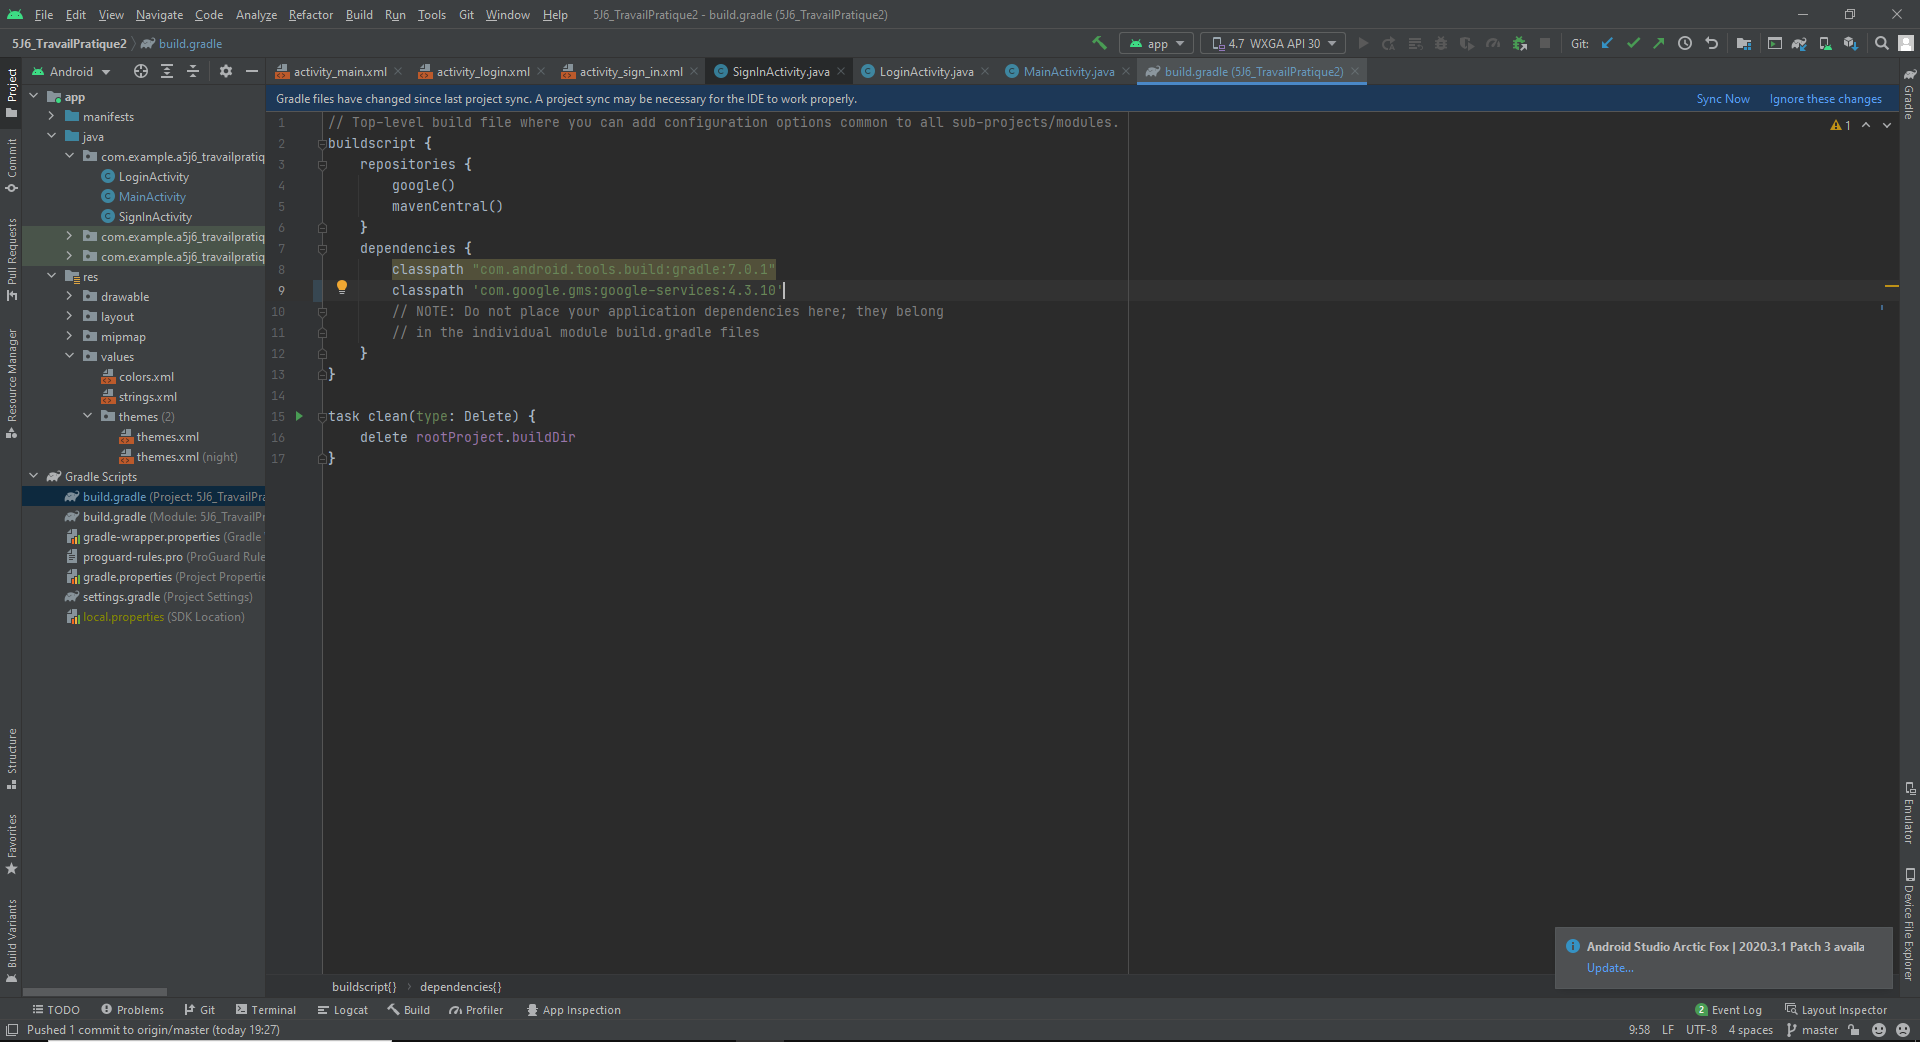 File Edit View Navigate Code Analyze Refactor Build Run Tools Git Window Help 5J6_TravailPratique2 - build.gradle (5J6_TravailPratique2)
5J6_TravailPratique2 build.gradle app 4.7 WXGA API 30 Git:
Android activity_main.xml activity_login.xml activity_sign_in.xml SignInActivity.java LoginActivity.java MainActivity.java build.gradle (5J6_TravailPratique2)
Gradle files have changed since last project sync. A project sync may be necessary for the IDE to work properly. Sync Now Ignore these changes
Project
Commit
Pull Requests
Resource Manager
Structure
Favorites
Build Variants
app
manifests
java
com.example.a5j6_travailpratiq
LoginActivity
MainActivity
SignInActivity
com.example.a5j6_travailpratiq
com.example.a5j6_travailpratiq
res
drawable
layout
mipmap
values
colors.xml
strings.xml
themes (2)
themes.xml
themes.xml (night)
Gradle Scripts
build.gradle (Project: 5J6_TravailPra
build.gradle (Module: 5J6_TravailPr
gradle-wrapper.properties (Gradle
proguard-rules.pro (ProGuard Rule
gradle.properties (Project Propertie
settings.gradle (Project Settings)
local.properties (SDK Location)
1 // Top-level build file where you can add configuration options common to all sub-projects/modules.
2 buildscript {
3 repositories {
4 google()
5 mavenCentral()
6 }
7 dependencies {
8 classpath "com.android.tools.build:gradle:7.0.1"
9 classpath 'com.google.gms:google-services:4.3.10'
10 // NOTE: Do not place your application dependencies here; they belong
11 // in the individual module build.gradle files
12 }
13 }
14
15 task clean(type: Delete) {
16 delete rootProject.buildDir
17 }
1
Gradle
Emulator
Device File Explorer
Android Studio Arctic Fox | 2020.3.1 Patch 3 availa
Update...
buildscript{} dependencies{}
TODO Problems Git Terminal Logcat Build Profiler App Inspection 2 Event Log Layout Inspector
Pushed 1 commit to origin/master (today 19:27) 9:58 LF UTF-8 4 spaces master